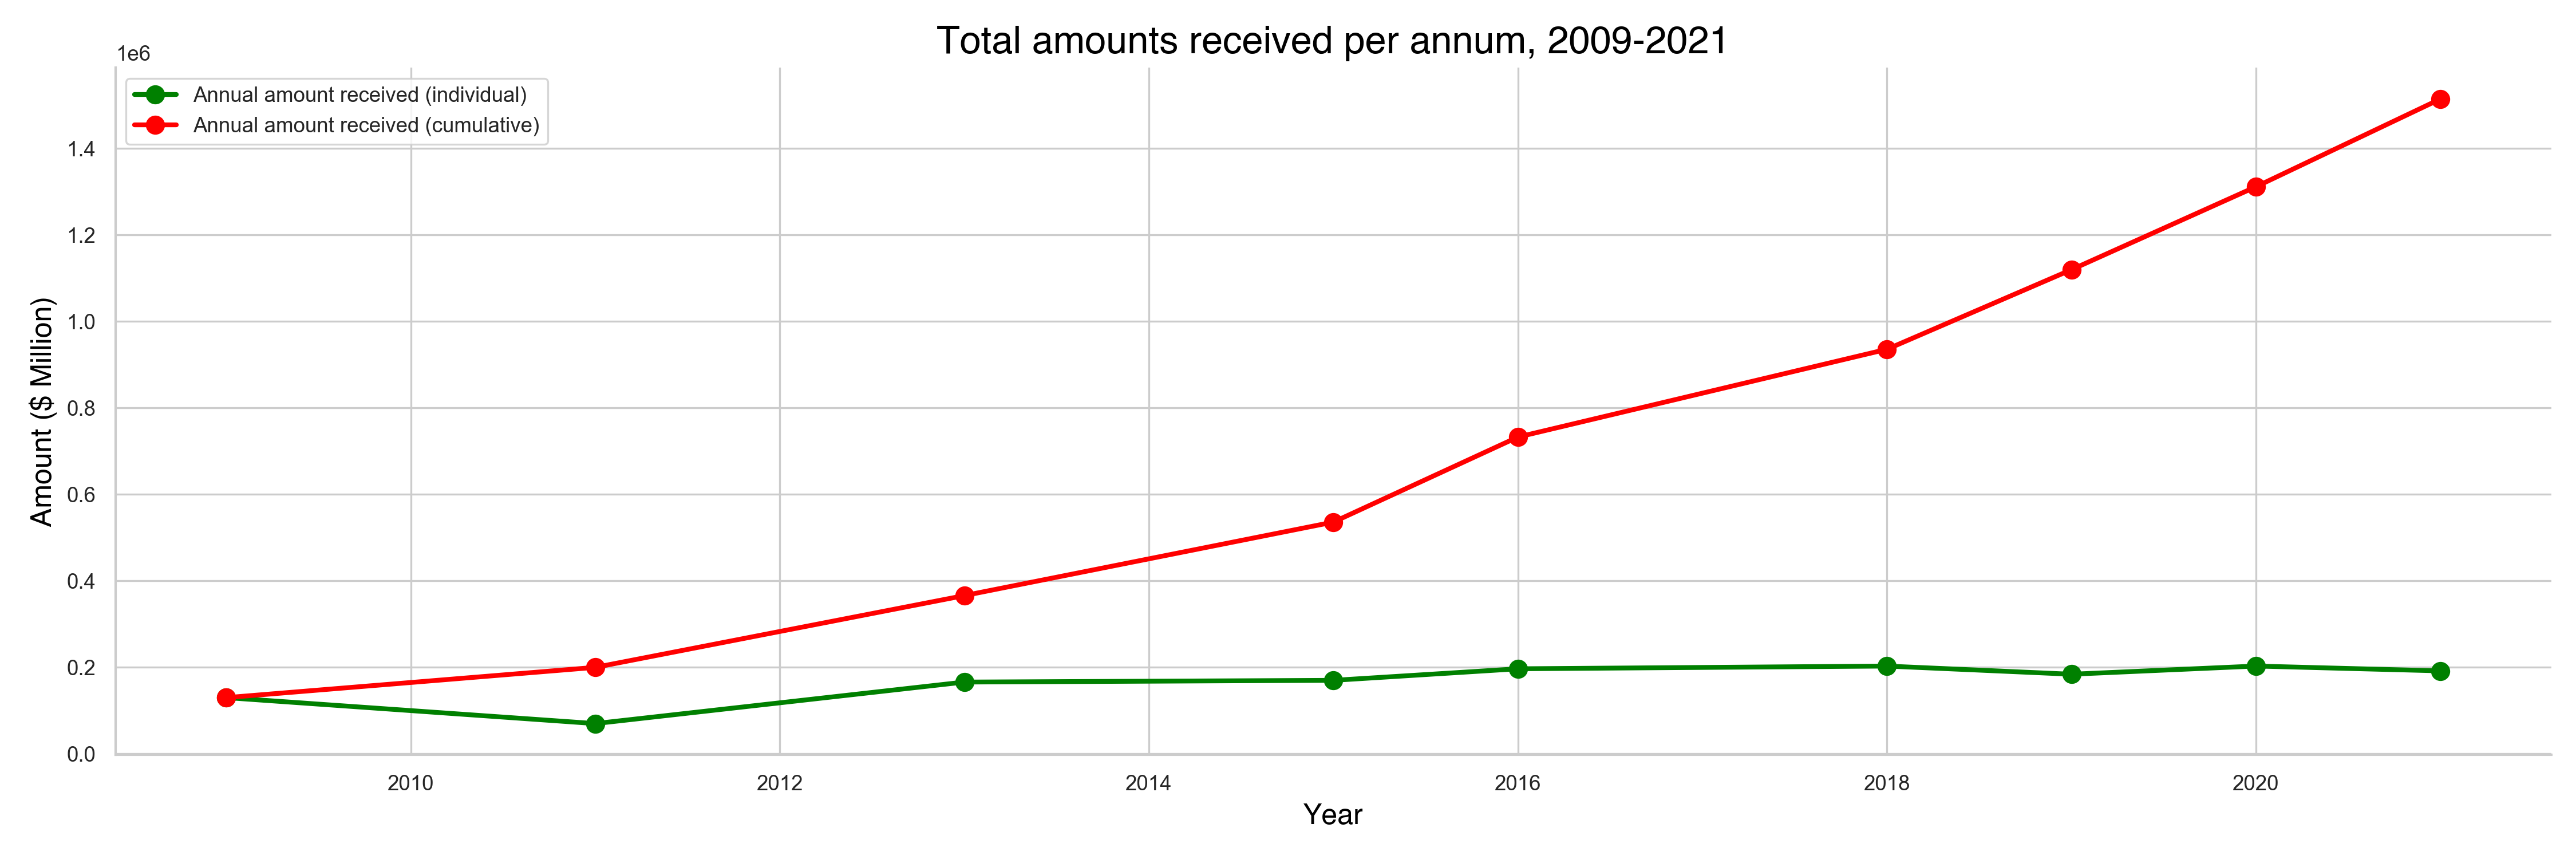 Total amounts received per annum, 2009-2021
1e6
Annual amount received (individual)
Annual amount received (cumulative)
1.4
1.2
1.0
0.8
0.6
0.4
0.2
0.0
Amount ($ Million)
2010 2012 2014 2016 2018 2020
Year